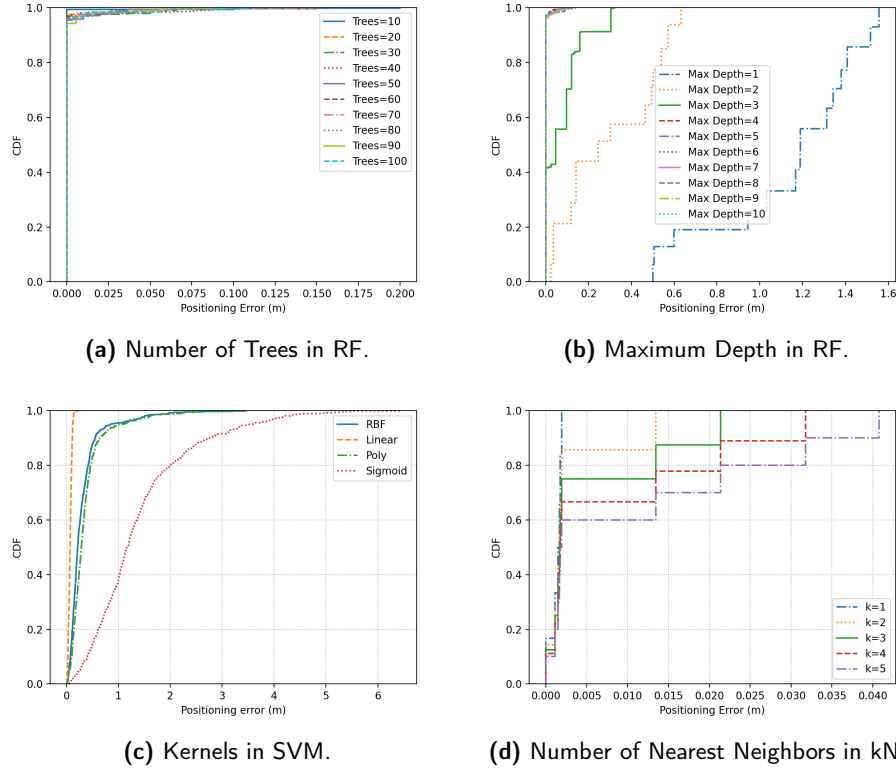 1.0
0.8
0.6
0.4
0.2
0.0
CDF
0.000 0.025 0.050 0.075 0.100 0.125 0.150 0.175 0.200
Positioning Error (m)
Trees=10
Trees=20
Trees=30
Trees=40
Trees=50
Trees=60
Trees=70
Trees=80
Trees=90
Trees=100
(a) Number of Trees in RF.
1.0
0.8
0.6
0.4
0.2
0.0
CDF
0.0 0.2 0.4 0.6 0.8 1.0 1.2 1.4 1.6
Positioning Error (m)
Max Depth=1
Max Depth=2
Max Depth=3
Max Depth=4
Max Depth=5
Max Depth=6
Max Depth=7
Max Depth=8
Max Depth=9
Max Depth=10
(b) Maximum Depth in RF.
1.0
0.8
0.6
0.4
0.2
0.0
CDF
0 1 2 3 4 5 6
Positioning error (m)
RBF
Linear
Poly
Sigmoid
(c) Kernels in SVM.
1.0
0.8
0.6
0.4
0.2
0.0
CDF
0.000 0.005 0.010 0.015 0.020 0.025 0.030 0.035 0.040
Positioning Error (m)
k=1
k=2
k=3
k=4
k=5
(d) Number of Nearest Neighbors in kN